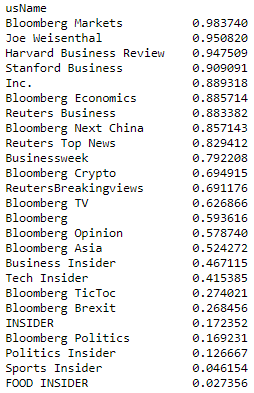 usName
Bloomberg Markets 0.983740
Joe Weisenthal 0.950820
Harvard Business Review 0.947509
Stanford Business 0.909091
Inc. 0.889318
Bloomberg Economics 0.885714
Reuters Business 0.883382
Bloomberg Next China 0.857143
Reuters Top News 0.829412
Businessweek 0.792208
Bloomberg Crypto 0.694915
ReutersBreakingviews 0.691176
Bloomberg TV 0.626866
Bloomberg 0.593616
Bloomberg Opinion 0.578740
Bloomberg Asia 0.524272
Business Insider 0.467115
Tech Insider 0.415385
Bloomberg TicToc 0.274021
Bloomberg Brexit 0.268456
INSIDER 0.172352
Bloomberg Politics 0.169231
Politics Insider 0.126667
Sports Insider 0.046154
FOOD INSIDER 0.027356